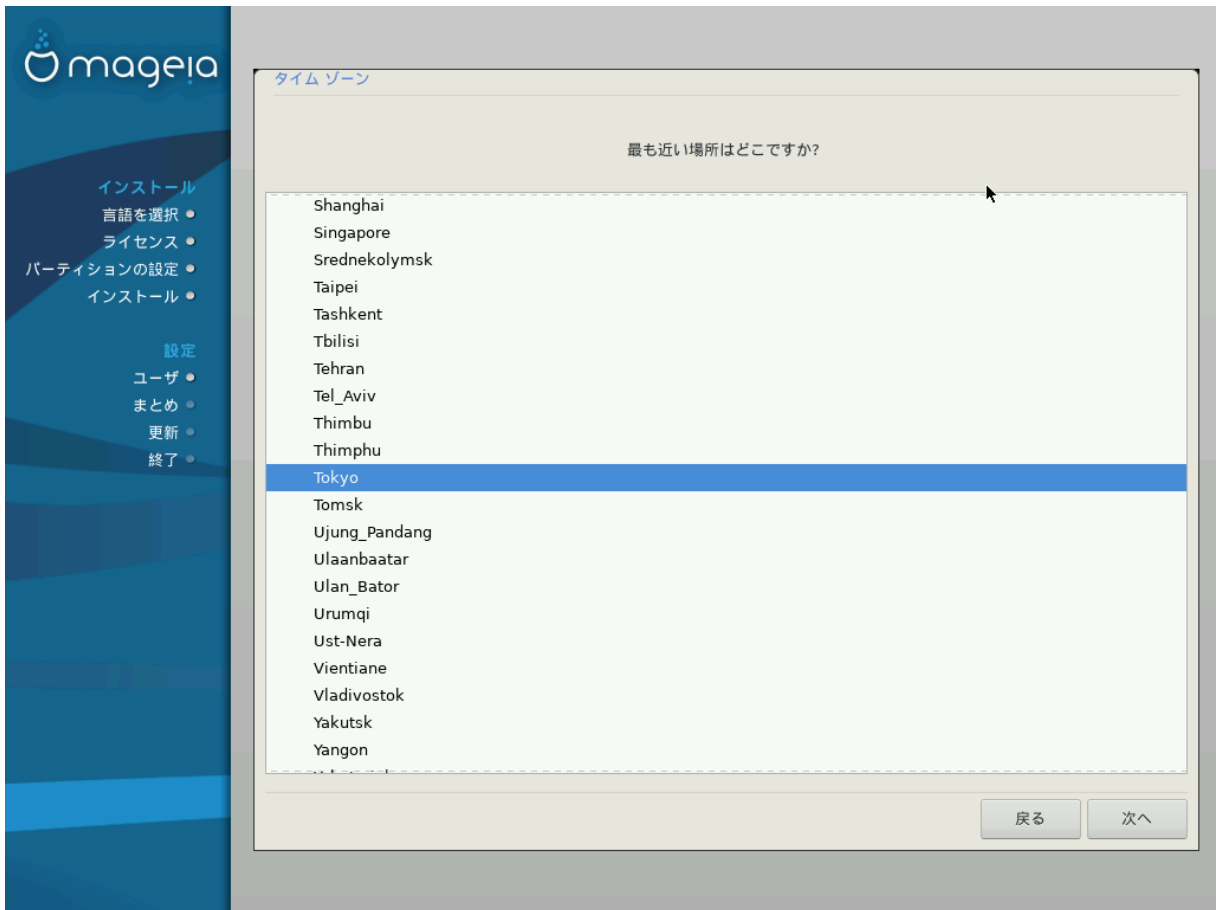 mageia
インストール
言語を選択
ライセンス
パーティションの設定
インストール
設定
ユーザ
まとめ
更新
終了
タイム ゾーン
最も近い場所はどこですか?
Shanghai
Singapore
Srednekolymsk
Taipei
Tashkent
Tbilisi
Tehran
Tel_Aviv
Thimbu
Thimphu
Tokyo
Tomsk
Ujung_Pandang
Ulaanbaatar
Ulan_Bator
Urumqi
Ust-Nera
Vientiane
Vladivostok
Yakutsk
Yangon
戻る
次へ